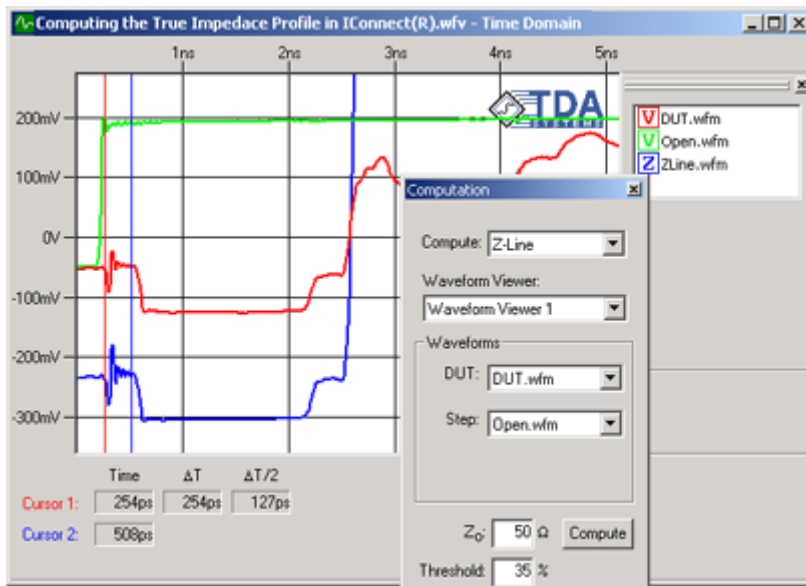 Computing the True Impedace Profile in IConnect(R).wfv - Time Domain
1ns 2ns 3ns 4ns 5ns
200mV
100mV
0V
-100mV
-200mV
-300mV
TDA
SYSTEMS
V DUT.wfm
V Open.wfm
Z ZLine.wfm
Computation
Compute: Z-Line
Waveform Viewer:
Waveform Viewer 1
Waveforms
DUT: DUT.wfm
Step: Open.wfm
Z₀: 50 Ω Compute
Threshold: 35 %
Time ΔT ΔT/2
Cursor 1: 254ps 254ps 127ps
Cursor 2: 508ps